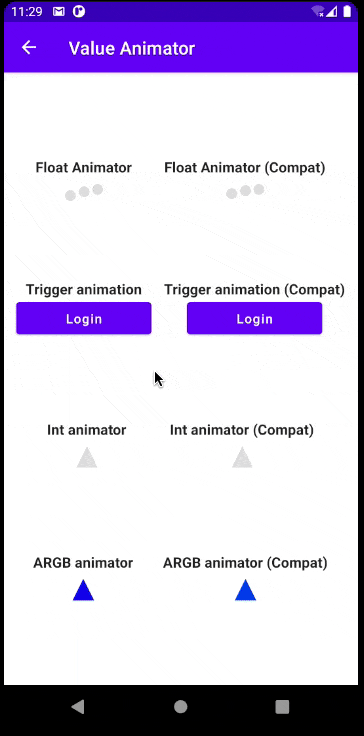 11:29
Value Animator
Float Animator
Float Animator (Compat)
Trigger animation
Trigger animation (Compat)
Login
Login
Int animator
Int animator (Compat)
ARGB animator
ARGB animator (Compat)